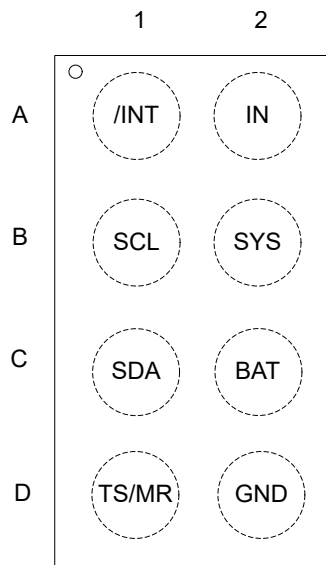 1 2
A /INT IN
B SCL SYS
C SDA BAT
D TS/MR GND